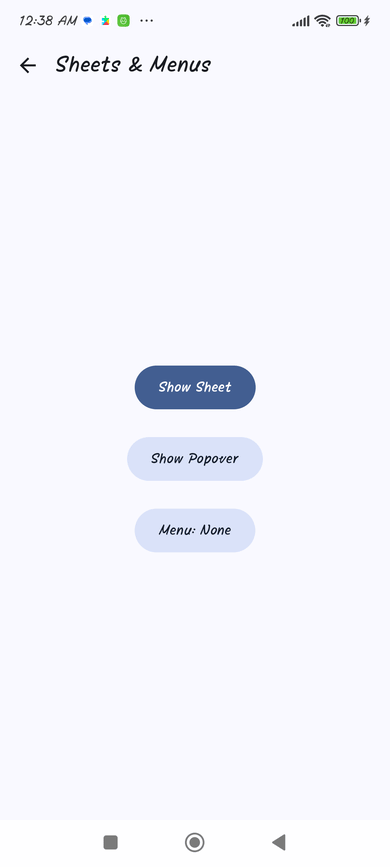 12:38 AM
100
Sheets & Menus
Show Sheet
Show Popover
Menu: None